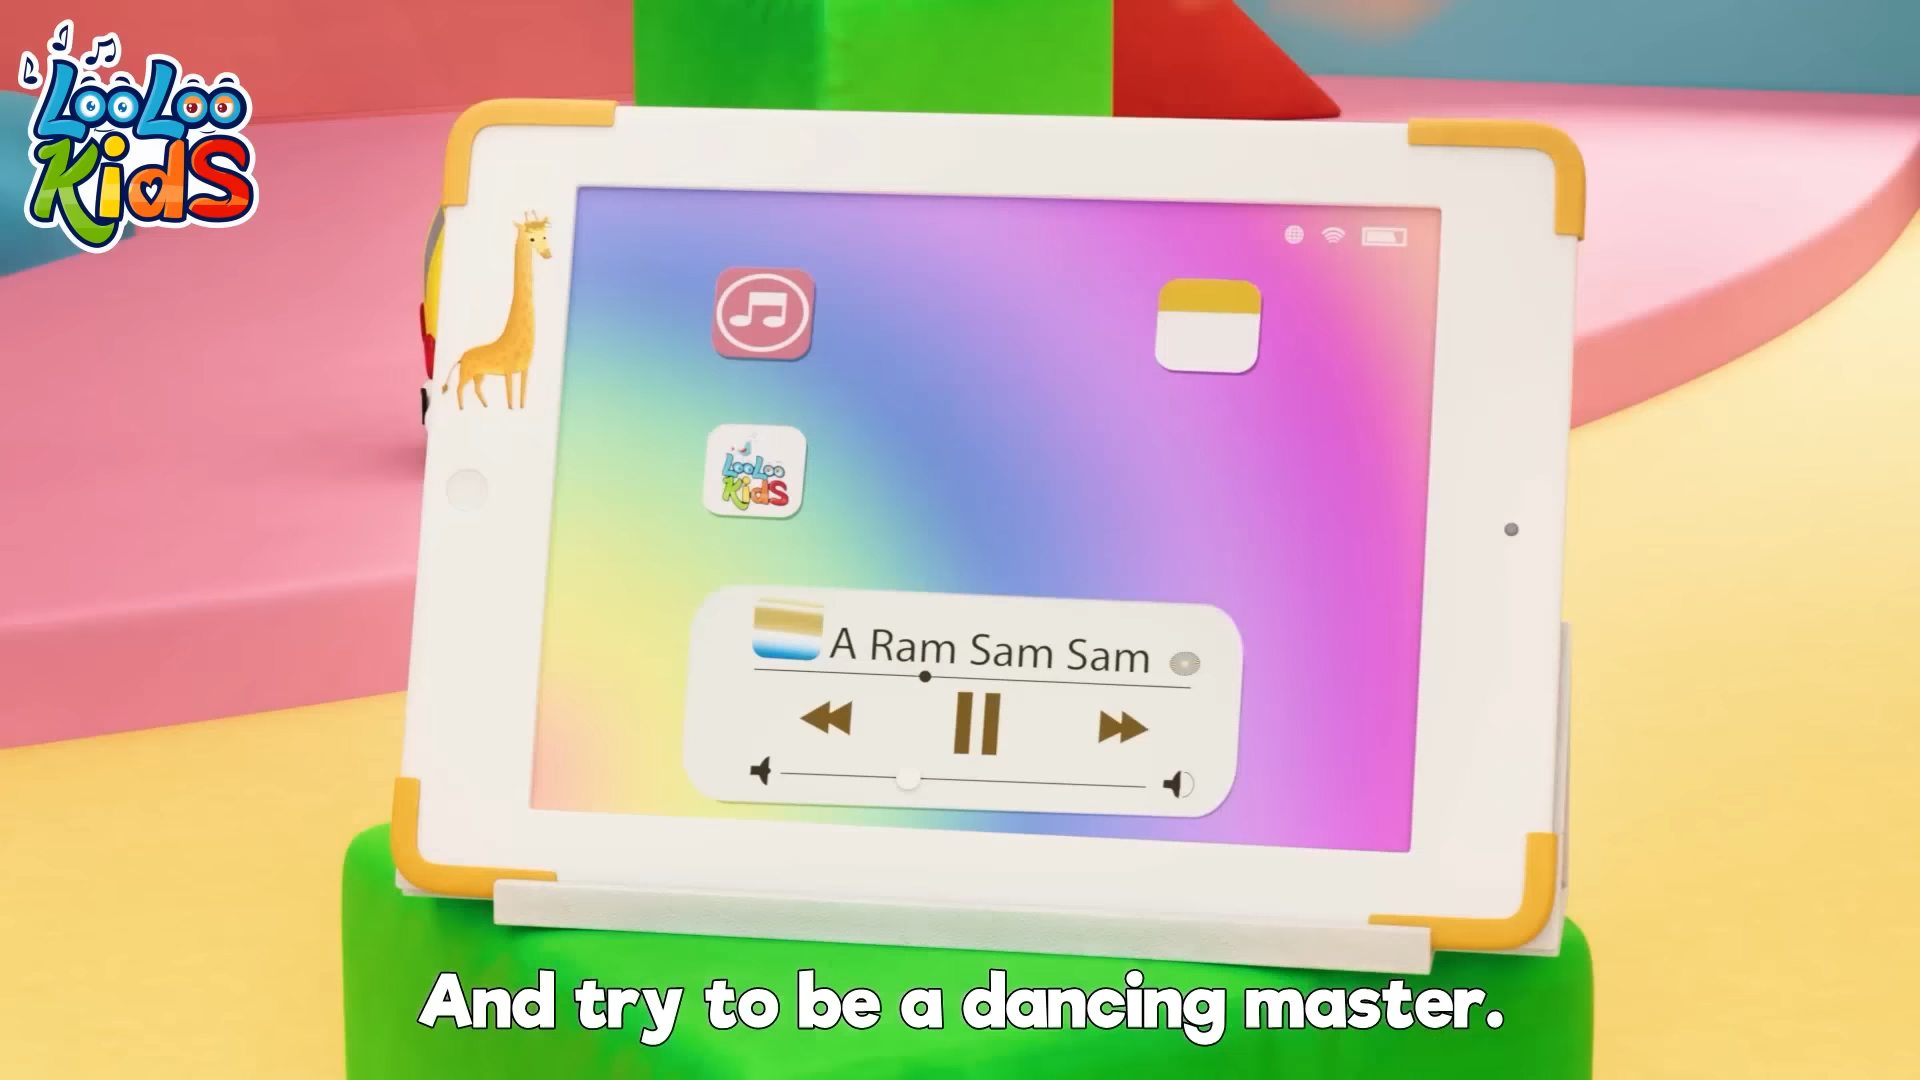 LooLoo
Kids
LooLoo
Kids
A Ram Sam Sam
And try to be a dancing master.